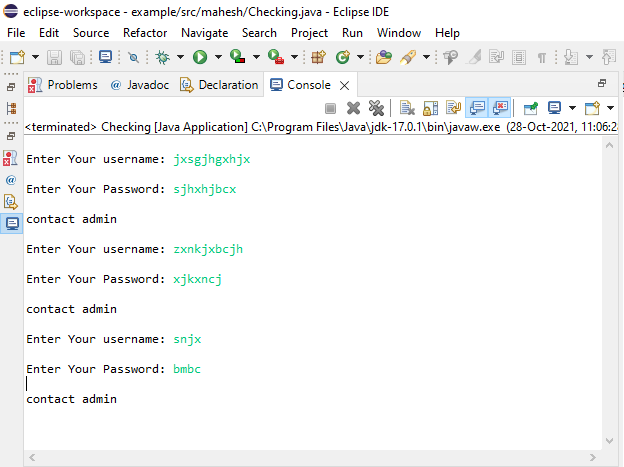 eclipse-workspace - example/src/mahesh/Checking.java - Eclipse IDE
File Edit Source Refactor Navigate Search Project Run Window Help
Problems @ Javadoc Declaration Console
<terminated> Checking [Java Application] C:\Program Files\Java\jdk-17.0.1\bin\javaw.exe (28-Oct-2021, 11:06:28
Enter Your username: jxsgjhgxhjx
Enter Your Password: sjhxhjbcx
contact admin
Enter Your username: zxnkjxbcjh
Enter Your Password: xjkxncj
contact admin
Enter Your username: snjx
Enter Your Password: bmbc
contact admin